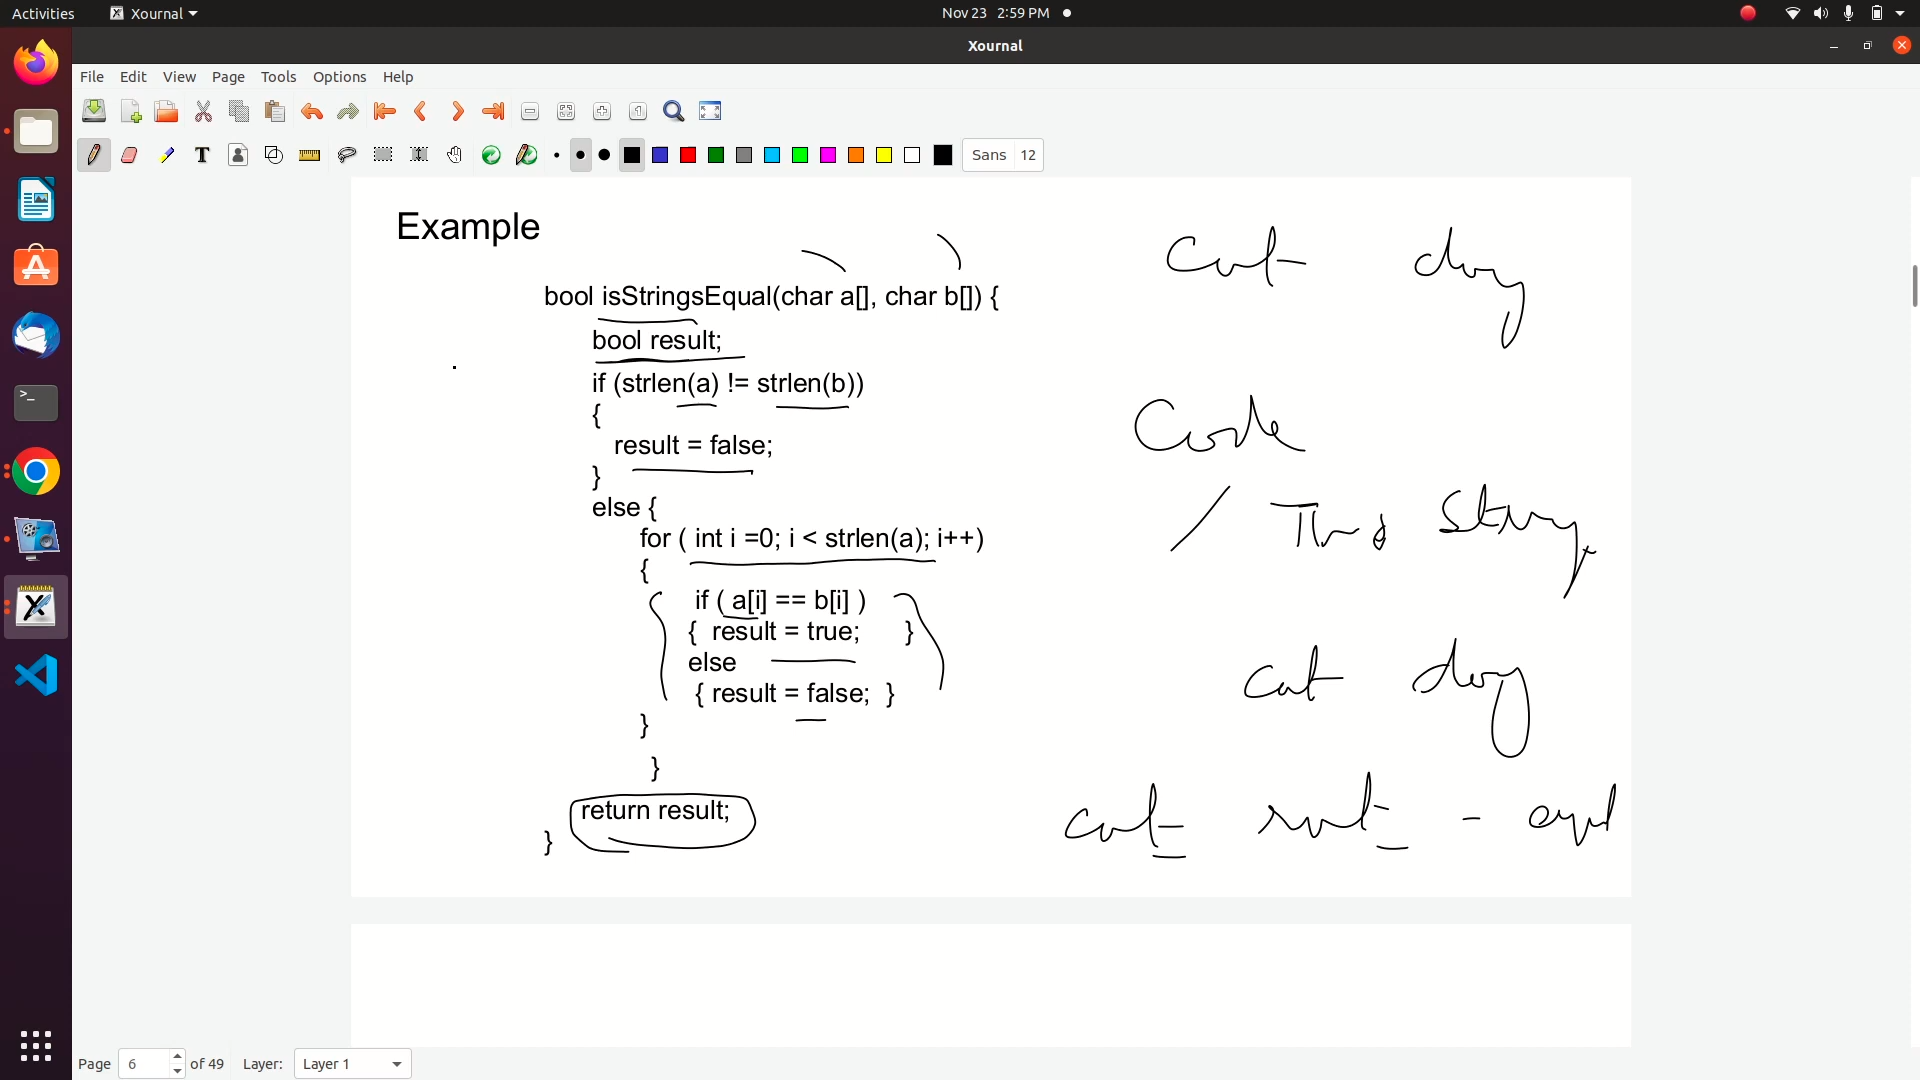 Activities
Xournal
Nov 23 2:59 PM
Xournal
File Edit View Page Tools Options Help
Sans 12
Example
bool isStringsEqual(char a[], char b[]) {
bool result;
if (strlen(a) != strlen(b))
{
result = false;
}
else {
for ( int i =0; i < strlen(a); i++)
{
if ( a[i] == b[i] )
{ result = true; }
else
{ result = false; }
}
}
return result;
}
cat dog
Code
/ This string
cat dog
cat rat -
Page 6 of 49 Layer: Layer 1